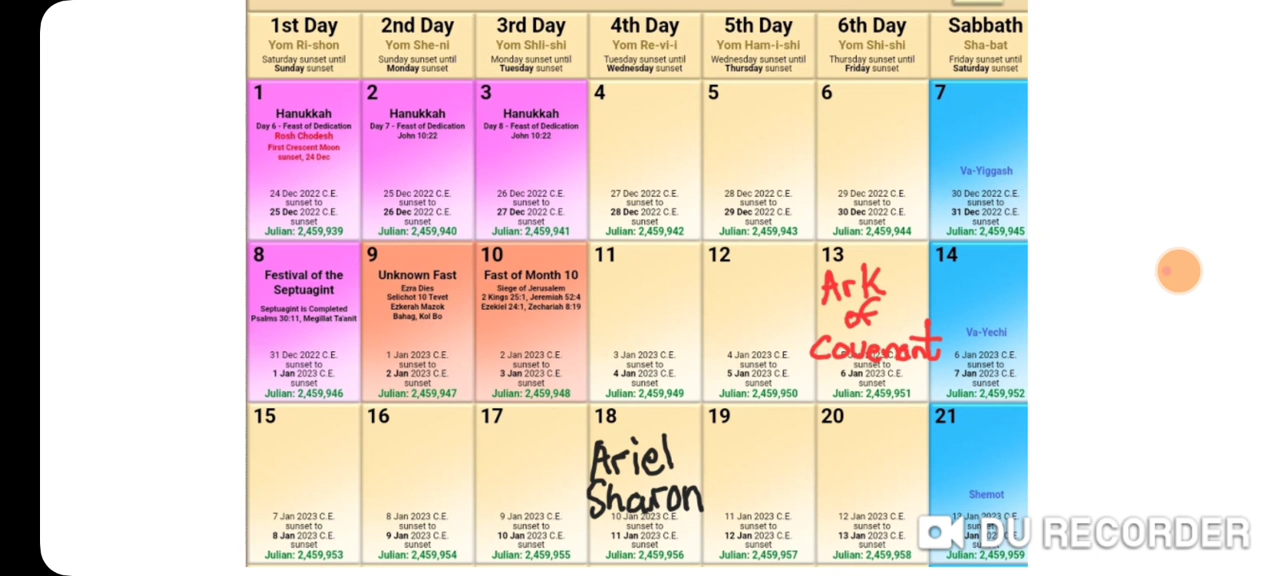 1st Day
Yom Ri-shon
Saturday sunset until
Sunday sunset
2nd Day
Yom She-ni
Sunday sunset until
Monday sunset
3rd Day
Yom Shli-shi
Monday sunset until
Tuesday sunset
4th Day
Yom Re-vi-i
Tuesday sunset until
Wednesday sunset
5th Day
Yom Ham-i-shi
Wednesday sunset until
Thursday sunset
6th Day
Yom Shi-shi
Thursday sunset until
Friday sunset
Sabbath
Sha-bat
Friday sunset until
Saturday sunset
1
Hanukkah
Day 6 - Feast of Dedication
Rosh Chodesh
First Crescent Moon
sunset, 24 Dec
24 Dec 2022 C.E.
sunset to
25 Dec 2022 C.E.
sunset
Julian: 2,459,939
2
Hanukkah
Day 7 - Feast of Dedication
John 10:22
25 Dec 2022 C.E.
sunset to
26 Dec 2022 C.E.
sunset
Julian: 2,459,940
3
Hanukkah
Day 8 - Feast of Dedication
John 10:22
26 Dec 2022 C.E.
sunset to
27 Dec 2022 C.E.
sunset
Julian: 2,459,941
4
27 Dec 2022 C.E.
sunset to
28 Dec 2022 C.E.
sunset
Julian: 2,459,942
5
28 Dec 2022 C.E.
sunset to
29 Dec 2022 C.E.
sunset
Julian: 2,459,943
6
29 Dec 2022 C.E.
sunset to
30 Dec 2022 C.E.
sunset
Julian: 2,459,944
7
Va-Yiggash
30 Dec 2022 C.E.
sunset to
31 Dec 2022 C.E.
sunset
Julian: 2,459,945
8
Festival of the
Septuagint
Septuagint is Completed
Psalms 30:11, Megillat Ta'anit
31 Dec 2022 C.E.
sunset to
1 Jan 2023 C.E.
sunset
Julian: 2,459,946
9
Unknown Fast
Ezra Dies
Selichot 10 Tevet
Ezkerah Mazok
Bahag, Kol Bo
1 Jan 2023 C.E.
sunset to
2 Jan 2023 C.E.
sunset
Julian: 2,459,947
10
Fast of Month 10
Siege of Jerusalem
2 Kings 25:1, Jeremiah 52:4
Ezekiel 24:1, Zechariah 8:19
2 Jan 2023 C.E.
sunset to
3 Jan 2023 C.E.
sunset
Julian: 2,459,948
11
3 Jan 2023 C.E.
sunset to
4 Jan 2023 C.E.
sunset
Julian: 2,459,949
12
4 Jan 2023 C.E.
sunset to
5 Jan 2023 C.E.
sunset
Julian: 2,459,950
13
Ark
of
Covenant
sunset to
6 Jan 2023 C.E.
sunset
Julian: 2,459,951
14
Va-Yechi
6 Jan 2023 C.E.
sunset to
7 Jan 2023 C.E.
sunset
Julian: 2,459,952
15
7 Jan 2023 C.E.
sunset to
8 Jan 2023 C.E.
sunset
Julian: 2,459,953
16
8 Jan 2023 C.E.
sunset to
9 Jan 2023 C.E.
sunset
Julian: 2,459,954
17
9 Jan 2023 C.E.
sunset to
10 Jan 2023 C.E.
sunset
Julian: 2,459,955
18
Ariel
Sharon
10 Jan 2023 C.E.
sunset to
11 Jan 2023 C.E.
sunset
Julian: 2,459,956
19
11 Jan 2023 C.E.
sunset to
12 Jan 2023 C.E.
sunset
Julian: 2,459,957
20
12 Jan 2023 C.E.
sunset to
13 Jan 2023 C.E.
sunset
Julian: 2,459,958
21
Shemot
sunset
Julian: 2,459,959
DU RECORDER